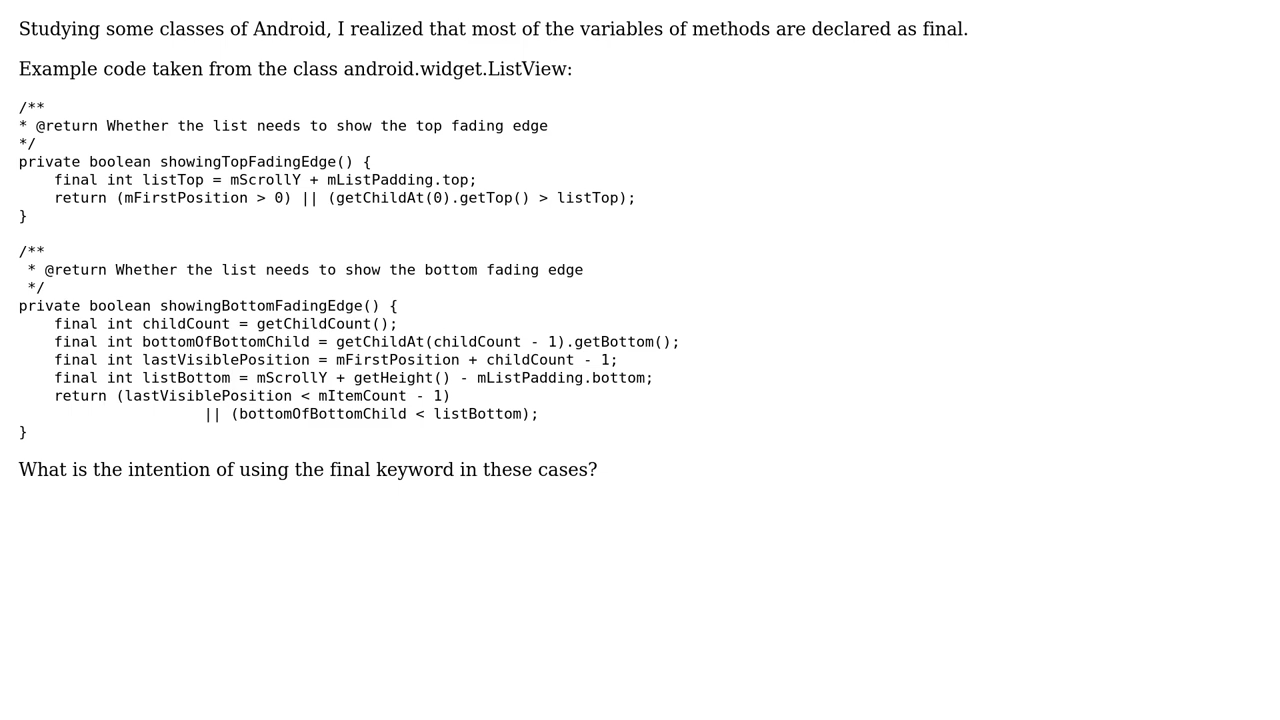 Studying some classes of Android, I realized that most of the variables of methods are declared as final.
Example code taken from the class android.widget.ListView:
/**
* @return Whether the list needs to show the top fading edge
*/
private boolean showingTopFadingEdge() {
    final int listTop = mScrollY + mListPadding.top;
    return (mFirstPosition > 0) || (getChildAt(0).getTop() > listTop);
}
/**
 * @return Whether the list needs to show the bottom fading edge
 */
private boolean showingBottomFadingEdge() {
    final int childCount = getChildCount();
    final int bottomOfBottomChild = getChildAt(childCount - 1).getBottom();
    final int lastVisiblePosition = mFirstPosition + childCount - 1;
    final int listBottom = mScrollY + getHeight() - mListPadding.bottom;
    return (lastVisiblePosition < mItemCount - 1)
                     || (bottomOfBottomChild < listBottom);
}
What is the intention of using the final keyword in these cases?